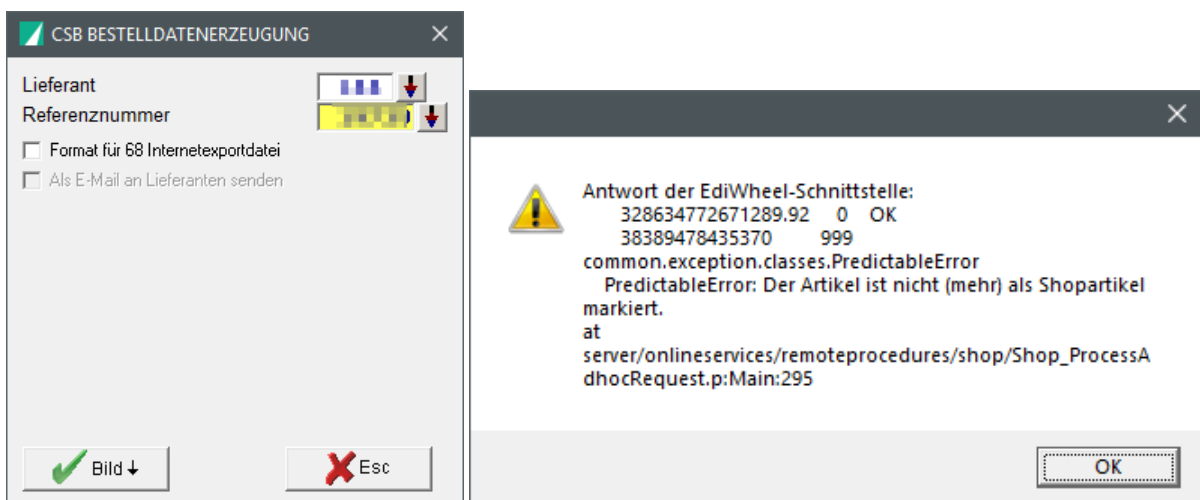 CSB BESTELLDATENERZEUGUNG
Lieferant
Referenznummer
Format für 68 Internetexportdatei
Als E-Mail an Lieferanten senden
Bild
Esc
Antwort der EdiWheel-Schnittstelle:
328634772671289.92 0 OK
38389478435370 999
common.exception.classes.PredictableError
PredictableError: Der Artikel ist nicht (mehr) als Shopartikel
markiert.
at
server/onlineservices/remoteprocedures/shop/Shop_ProcessA
dhocRequest.p:Main:295
OK